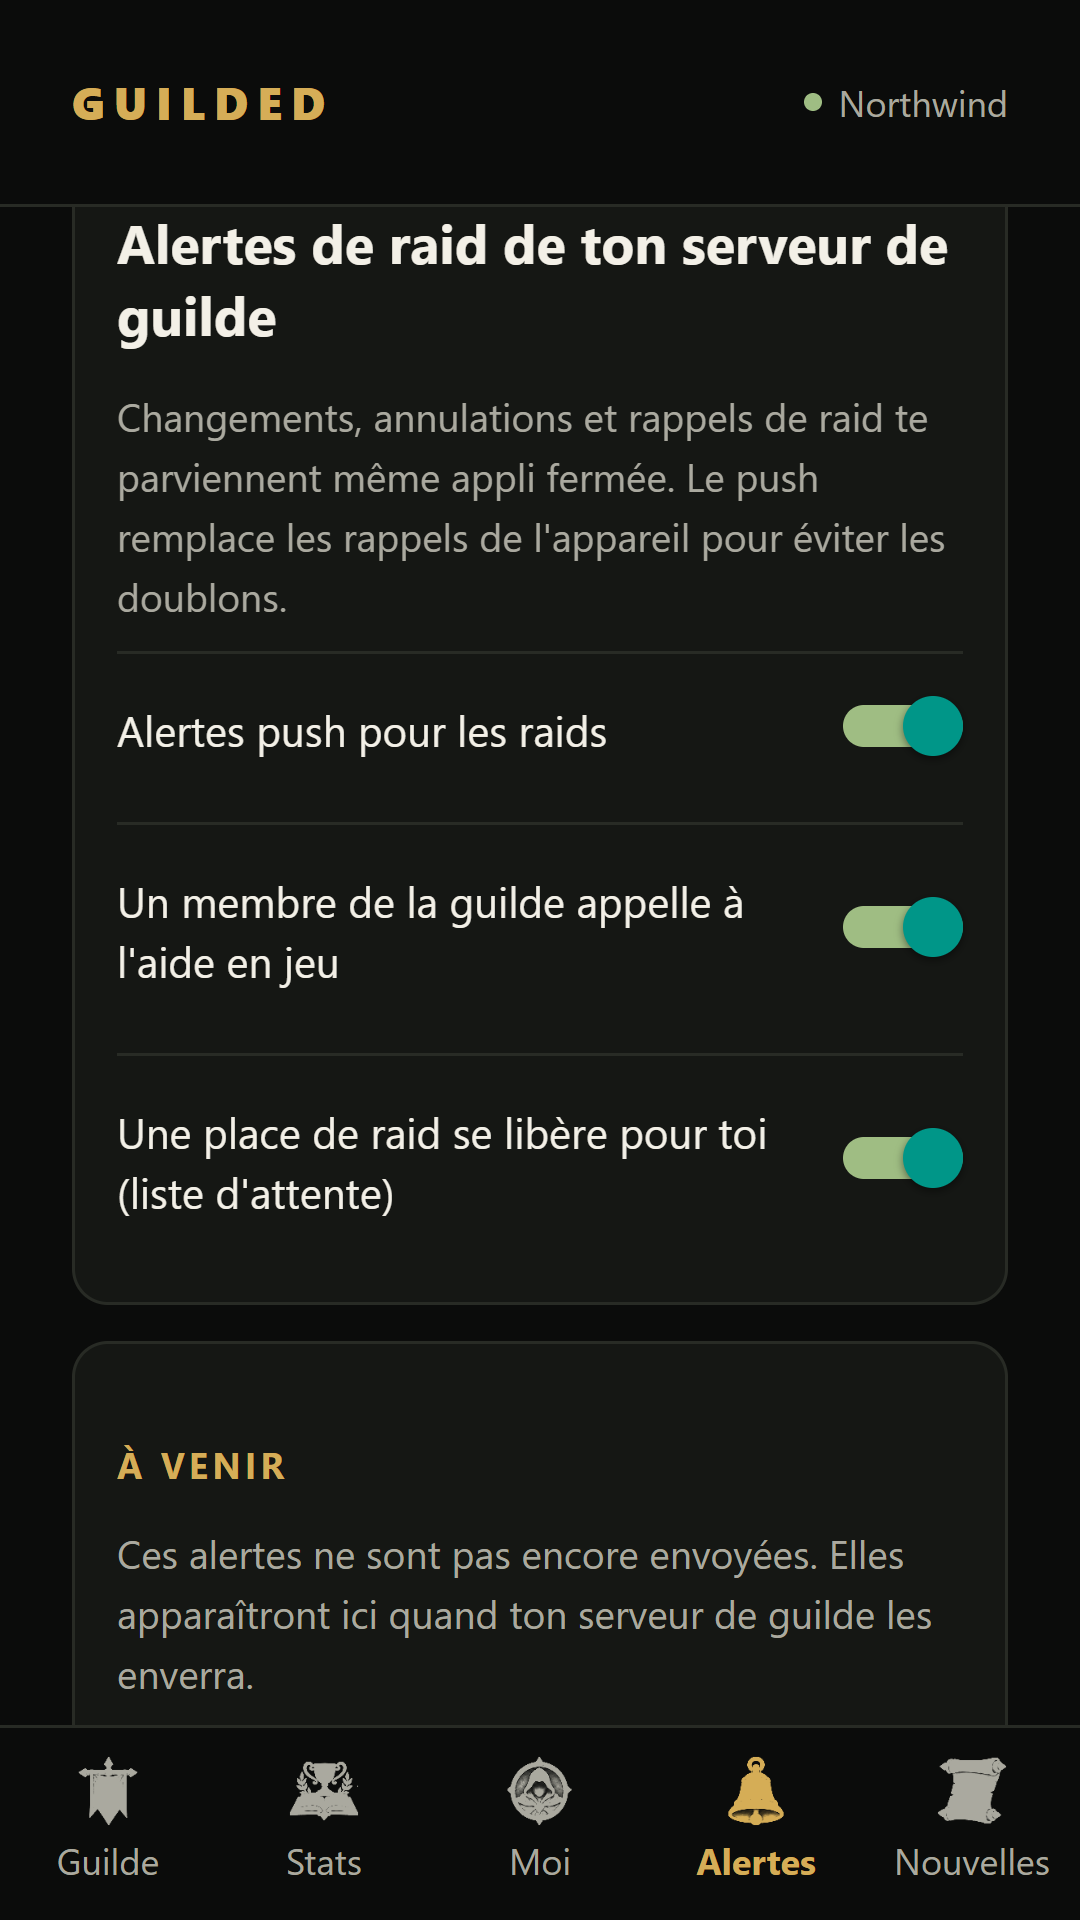 GUILDED
Northwind
Alertes de raid de ton serveur de
guilde
Changements, annulations et rappels de raid te
parviennent même appli fermée. Le push
remplace les rappels de l'appareil pour éviter les
doublons.
Alertes push pour les raids
Un membre de la guilde appelle à
l'aide en jeu
Une place de raid se libère pour toi
(liste d'attente)
À VENIR
Ces alertes ne sont pas encore envoyées. Elles
apparaîtront ici quand ton serveur de guilde les
enverra.
Guilde
Stats
Moi
Alertes
Nouvelles